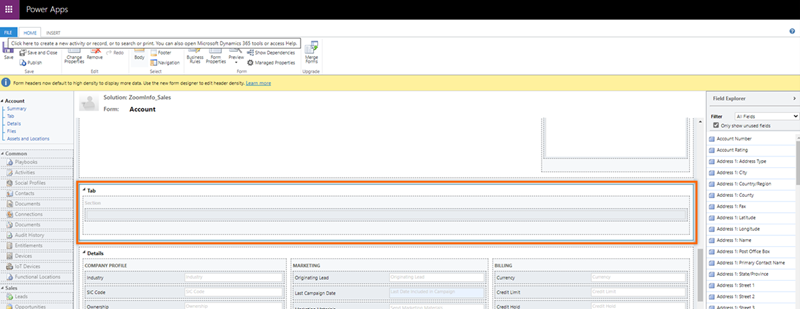 Power Apps
FILE HOME INSERT
Click here to create a new activity or record, or to search or print. You can also open Microsoft Dynamics 365 tools or access Help.
Save Save and Close Publish Change Properties Remove Redo Body Footer Navigation Business Rules Form Properties Preview Show Dependencies Managed Properties Merge Forms
Save Select Form Upgrade
Form headers now default to high density to display more data. Use the new form designer to edit header density. Learn more
Account
Summary
Tab
Details
Files
Assets and Locations
Common
Playbooks
Activities
Social Profiles
Contacts
Documents
Connections
Documents
Audit History
Entitlements
Devices
IoT Devices
Functional Locations
Sales
Leads
Opportunities
Solution: ZoomInfo_Sales
Form: Account
Tab
Section
Details
COMPANY PROFILE MARKETING BILLING
Industry Industry Originating Lead Originating Lead Currency Currency
SIC Code SIC Code Last Campaign Date Last Date Included in Campaign Credit Limit Credit Limit
Ownership Ownership Credit Hold Credit Hold
Field Explorer
Filter All Fields
Only show unused fields
Account Number
Account Rating
Address 1: Address Type
Address 1: City
Address 1: Country/Region
Address 1: County
Address 1: Fax
Address 1: Latitude
Address 1: Longitude
Address 1: Name
Address 1: Post Office Box
Address 1: Primary Contact Name
Address 1: State/Province
Address 1: Street 1
Address 1: Street 2
Address 1: Street 3